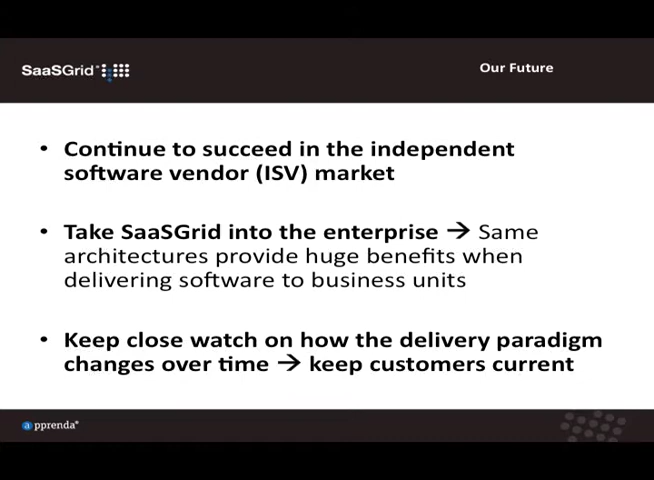 SaaSGrid
Our Future
• Continue to succeed in the independent
software vendor (ISV) market
• Take SaaSGrid into the enterprise → Same
architectures provide huge benefits when
delivering software to business units
• Keep close watch on how the delivery paradigm
changes over time → keep customers current
apprenda